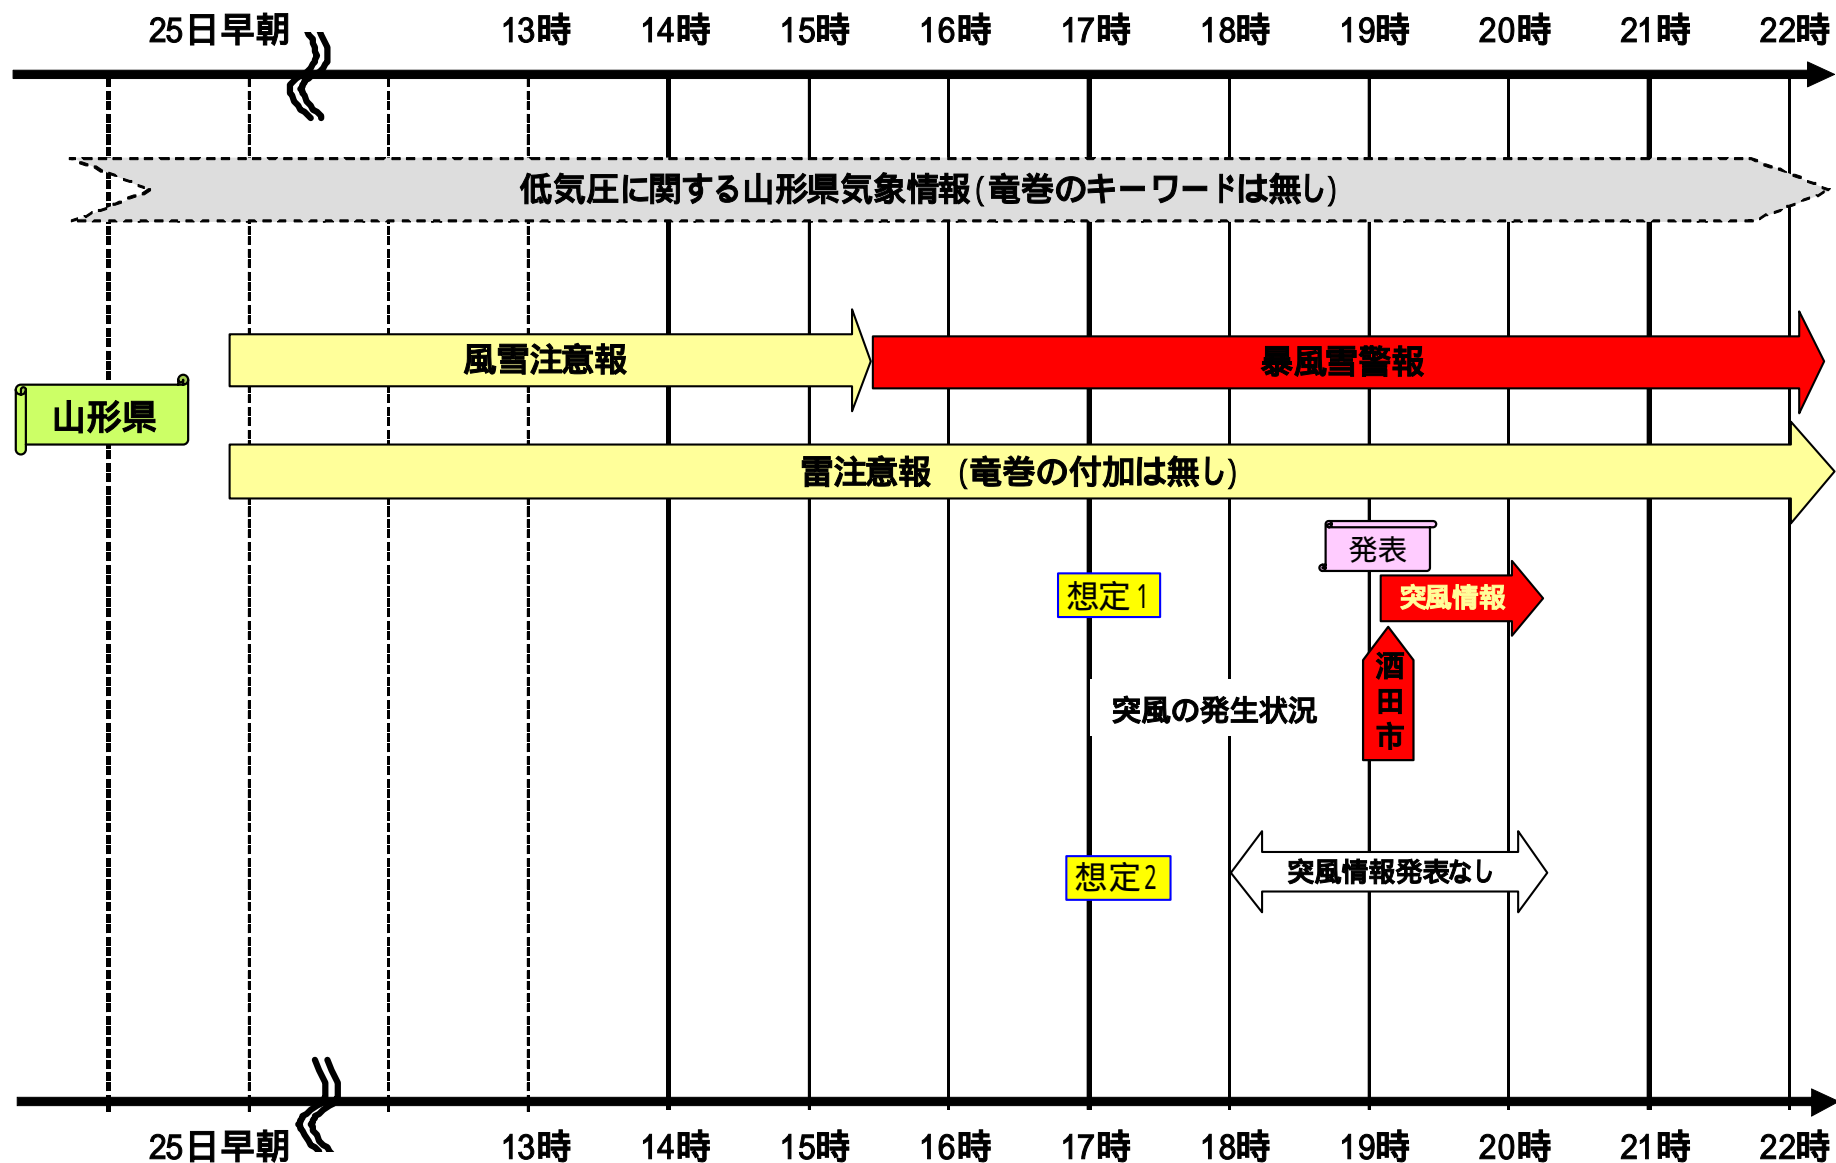 25日早朝 13時 14時 15時 16時 17時 18時 19時 20時 21時 22時
低気圧に関する山形県気象情報(竜巻のキーワードは無し)
風雪注意報
暴風雪警報
山形県
雷注意報 (竜巻の付加は無し)
発表
想定1
突風情報
酒田市
突風の発生状況
想定2
突風情報発表なし
25日早朝 13時 14時 15時 16時 17時 18時 19時 20時 21時 22時